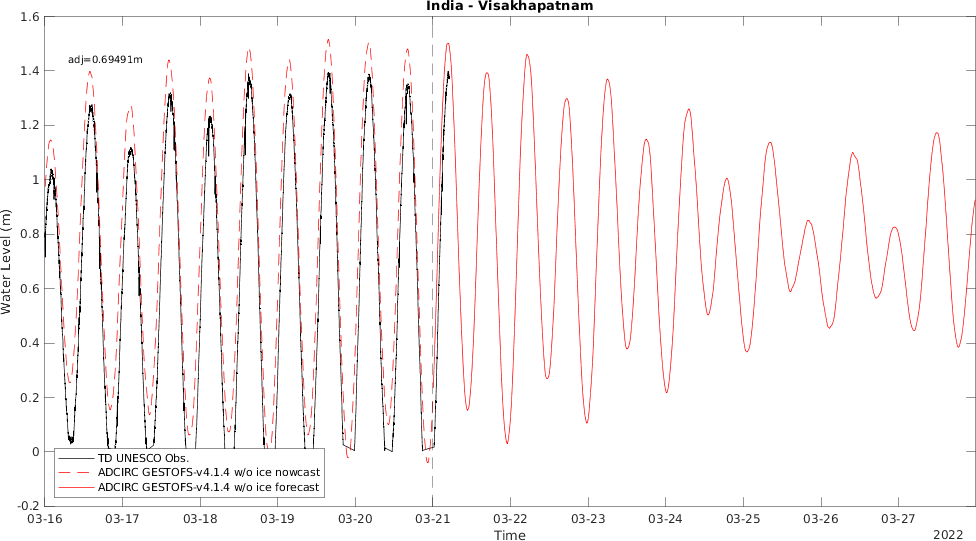 India - Visakhapatnam
adj=0.69491m
1.6
1.4
1.2
1
0.8
0.6
0.4
0.2
0
-0.2
Water Level (m)
TD UNESCO Obs.
ADCIRC GESTOFS-v4.1.4 w/o ice nowcast
ADCIRC GESTOFS-v4.1.4 w/o ice forecast
03-16 03-17 03-18 03-19 03-20 03-21 03-22 03-23 03-24 03-25 03-26 03-27
Time
2022